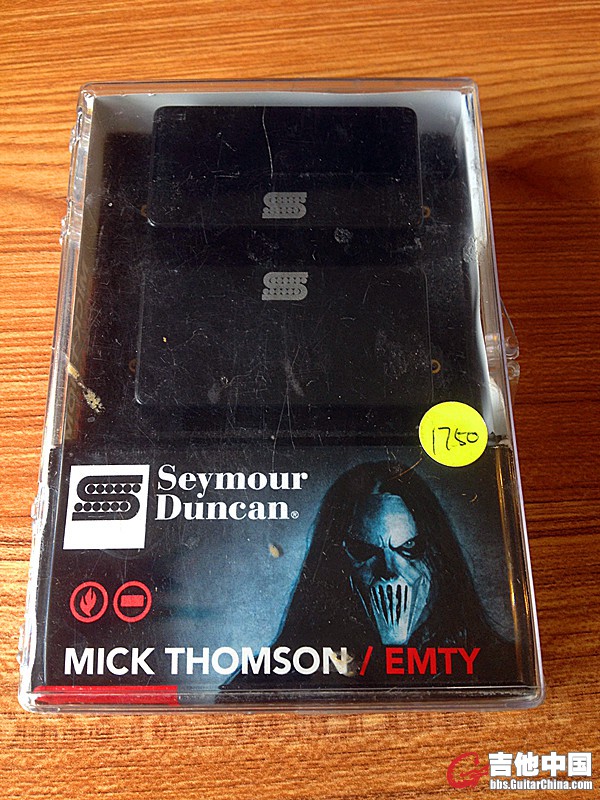 1750
Seymour
Duncan®
MICK THOMSON / EMTY
吉他中国
bbs.GuitarChina.com